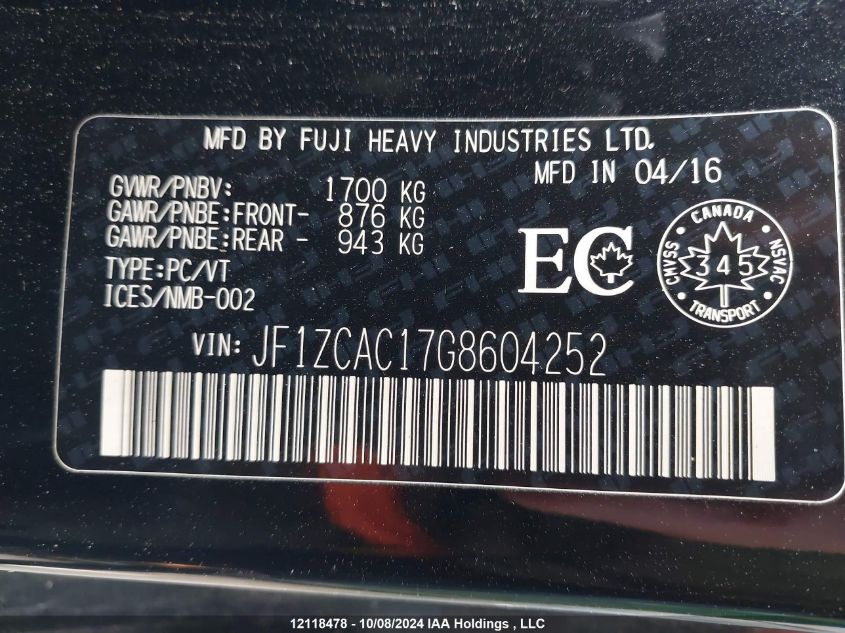 MFD BY FUJI HEAVY INDUSTRIES LTD.
MFD IN 04/16
GVWR/PNBV: 1700 KG
GAWR/PNBE:FRONT- 876 KG
GAWR/PNBE:REAR - 943 KG
TYPE:PC/VT
ICES/NMB-002
EC
CANADA
CMVSS 345 NSVAC
TRANSPORT
VIN: JF1ZCAC17G8604252
12118478 - 10/08/2024 IAA Holdings , LLC